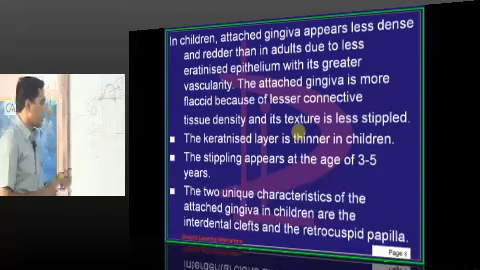 In children, attached gingiva appears less dense
and redder than in adults due to less
eratinised epithelium with its greater
vascularity. The attached gingiva is more
flaccid because of lesser connective
tissue density and its texture is less stippled.
The keratnised layer is thinner in children.
The stippling appears at the age of 3-5
years.
The two unique characteristics of the
attached gingiva in children are the
interdental clefts and the retrocuspid papilla.
Page 8